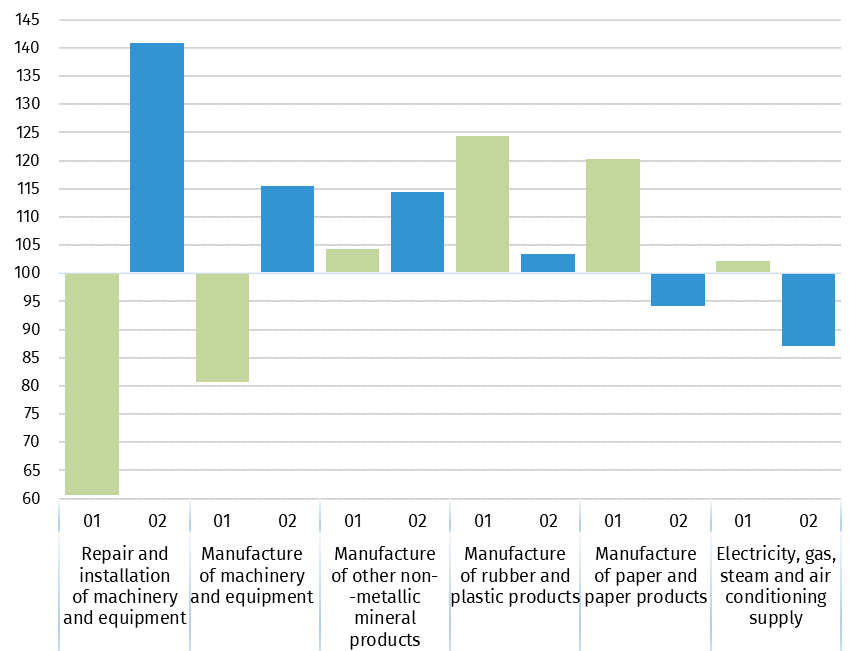 145
140
135
130
125
120
115
110
105
100
95
90
85
80
75
70
65
60
01 02 01 02 01 02 01 02 01 02 01 02
Repair and
installation
of machinery
and equipment
Manufacture
of machinery
and equipment
Manufacture
of other non-
-metallic
mineral
products
Manufacture
of rubber and
plastic products
Manufacture
of paper and
paper products
Electricity, gas,
steam and air
conditioning
supply